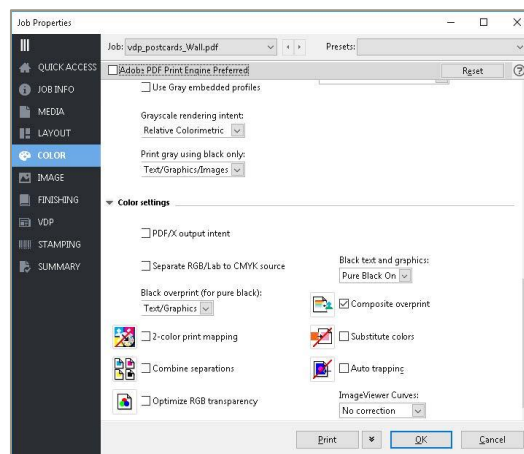 Job Properties
Job: vdp_postcards_Wall.pdf
Presets:
QUICK ACCESS
JOB INFO
MEDIA
LAYOUT
COLOR
IMAGE
FINISHING
VDP
STAMPING
SUMMARY
Adobe PDF Print Engine Preferred
Reset
Use Gray embedded profiles
Grayscale rendering intent:
Relative Colorimetric
Print gray using black only:
Text/Graphics/Images
Color settings
PDF/X output intent
Separate RGB/Lab to CMYK source
Black text and graphics:
Pure Black On
Black overprint (for pure black):
Text/Graphics
Composite overprint
2-color print mapping
Substitute colors
Combine separations
Auto trapping
Optimize RGB transparency
ImageViewer Curves:
No correction
Print
OK
Cancel